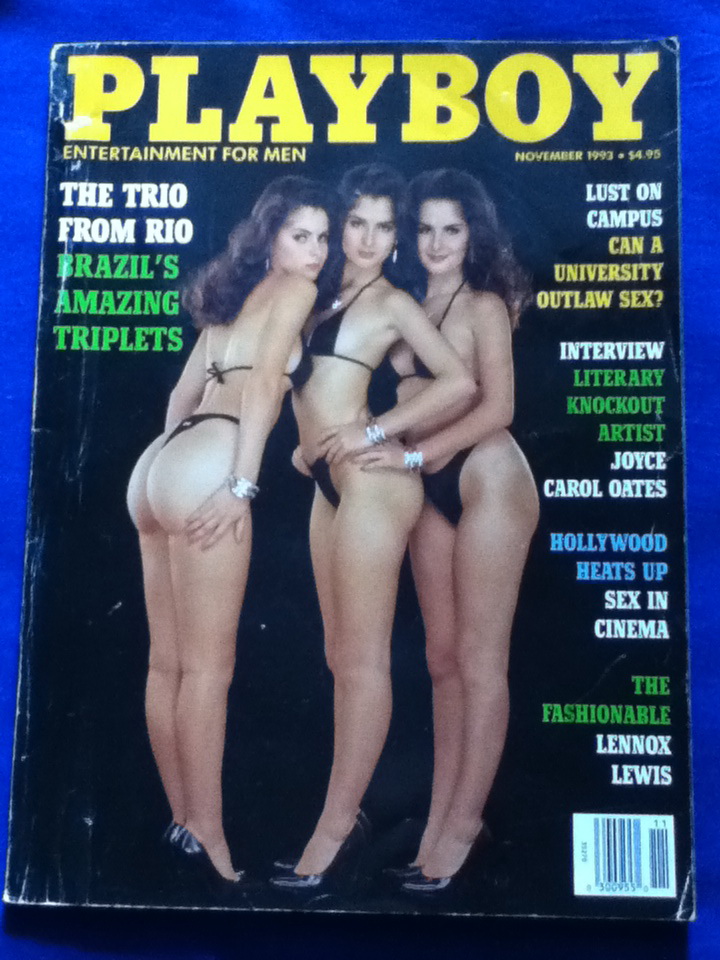 PLAYBOY
ENTERTAINMENT FOR MEN
NOVEMBER 1993 • $4.95
THE TRIO
FROM RIO
BRAZIL'S
AMAZING
TRIPLETS
LUST ON
CAMPUS
CAN A
UNIVERSITY
OUTLAW SEX?
INTERVIEW
LITERARY
KNOCKOUT
ARTIST
JOYCE
CAROL OATES
HOLLYWOOD
HEATS UP
SEX IN
CINEMA
THE
FASHIONABLE
LENNOX
LEWIS
11